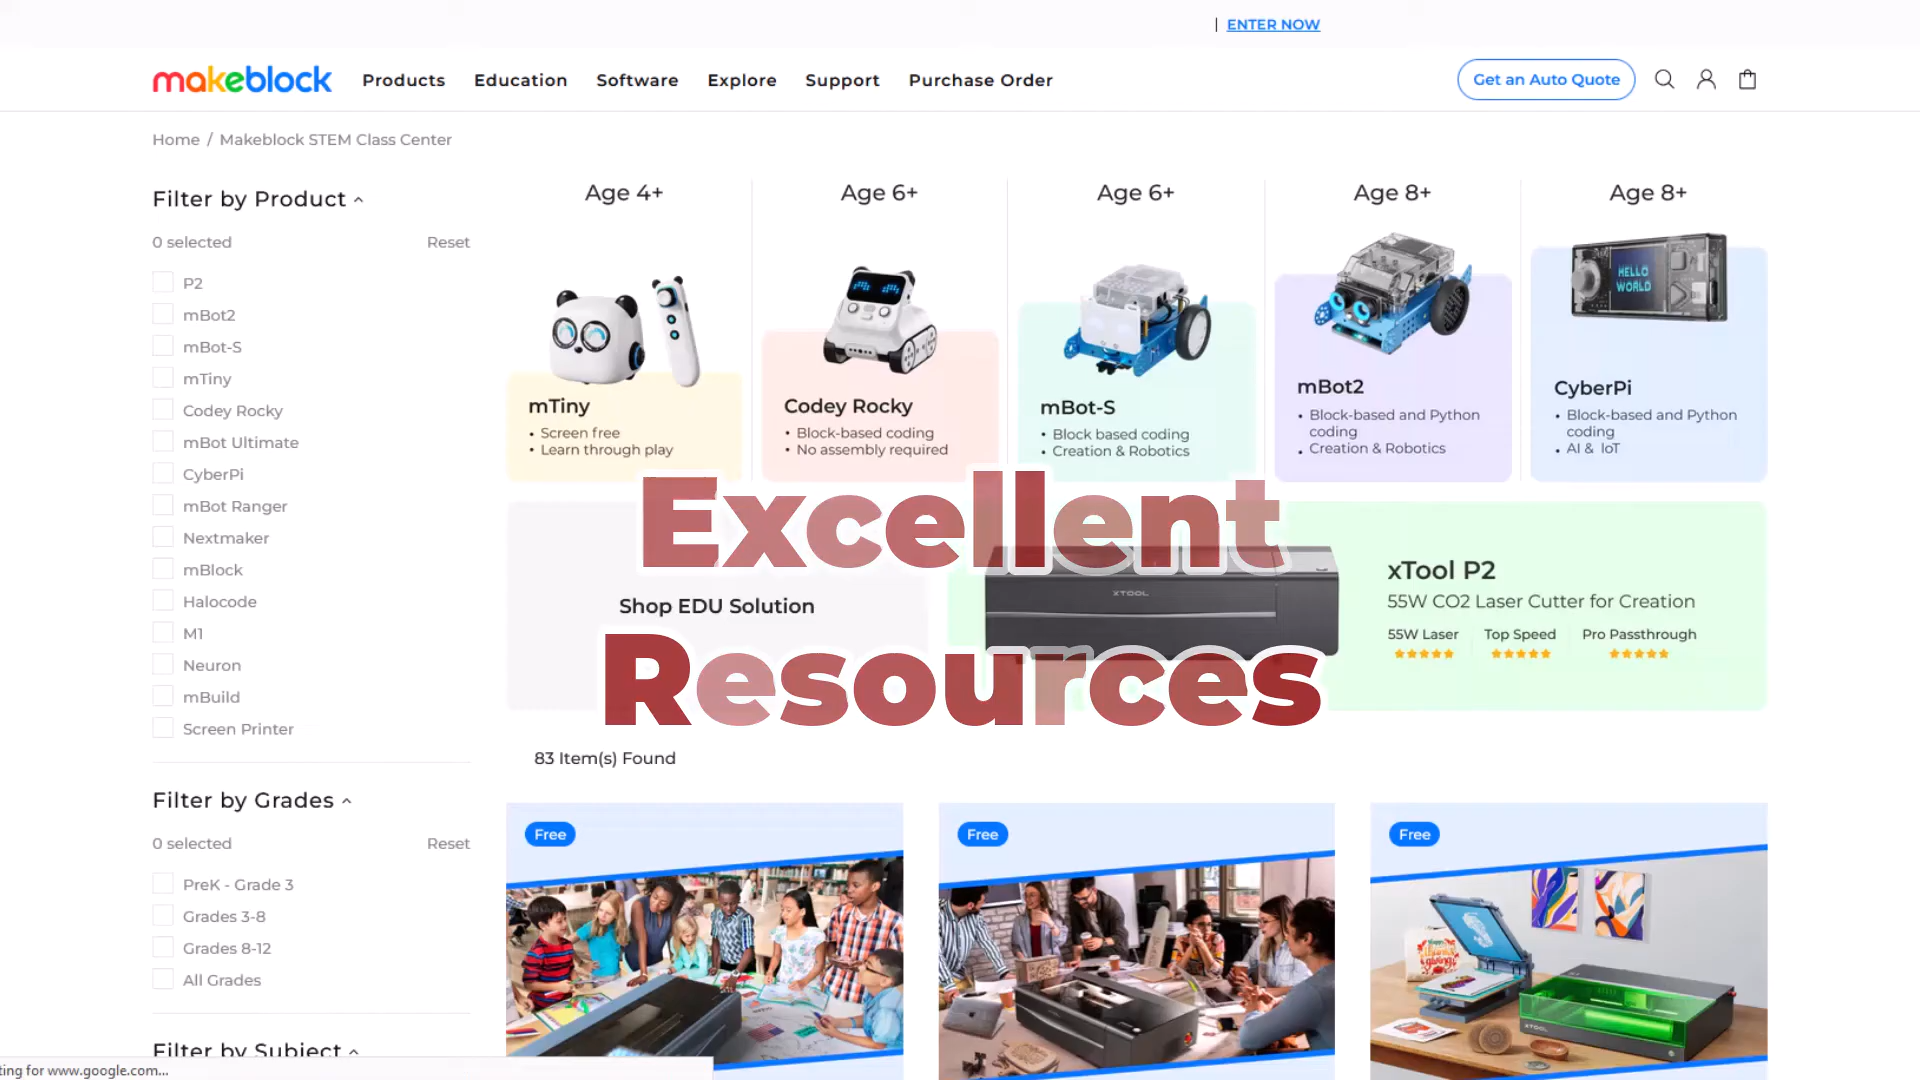 | ENTER NOW
makeblock
Products Education Software Explore Support Purchase Order
Get an Auto Quote
Home / Makeblock STEM Class Center
Filter by Product
0 selected Reset
P2
mBot2
mBot-S
mTiny
Codey Rocky
mBot Ultimate
CyberPi
mBot Ranger
Nextmaker
mBlock
Halocode
M1
Neuron
mBuild
Screen Printer
Filter by Grades
0 selected Reset
PreK - Grade 3
Grades 3-8
Grades 8-12
All Grades
Filter by Subject
ting for www.google.com...
Age 4+
mTiny
• Screen free
• Learn through play
Age 6+
Codey Rocky
• Block-based coding
• No assembly required
Age 6+
mBot-S
• Block based coding
• Creation & Robotics
Age 8+
mBot2
• Block-based and Python
coding
• Creation & Robotics
Age 8+
HELLO
WORLD
CyberPi
• Block-based and Python
coding
• AI & IoT
Excellent
Resources
Shop EDU Solution
XTOOL
xTool P2
55W CO2 Laser Cutter for Creation
55W Laser Top Speed Pro Passthrough
83 Item(s) Found
Free
Free
Free
XTOOL